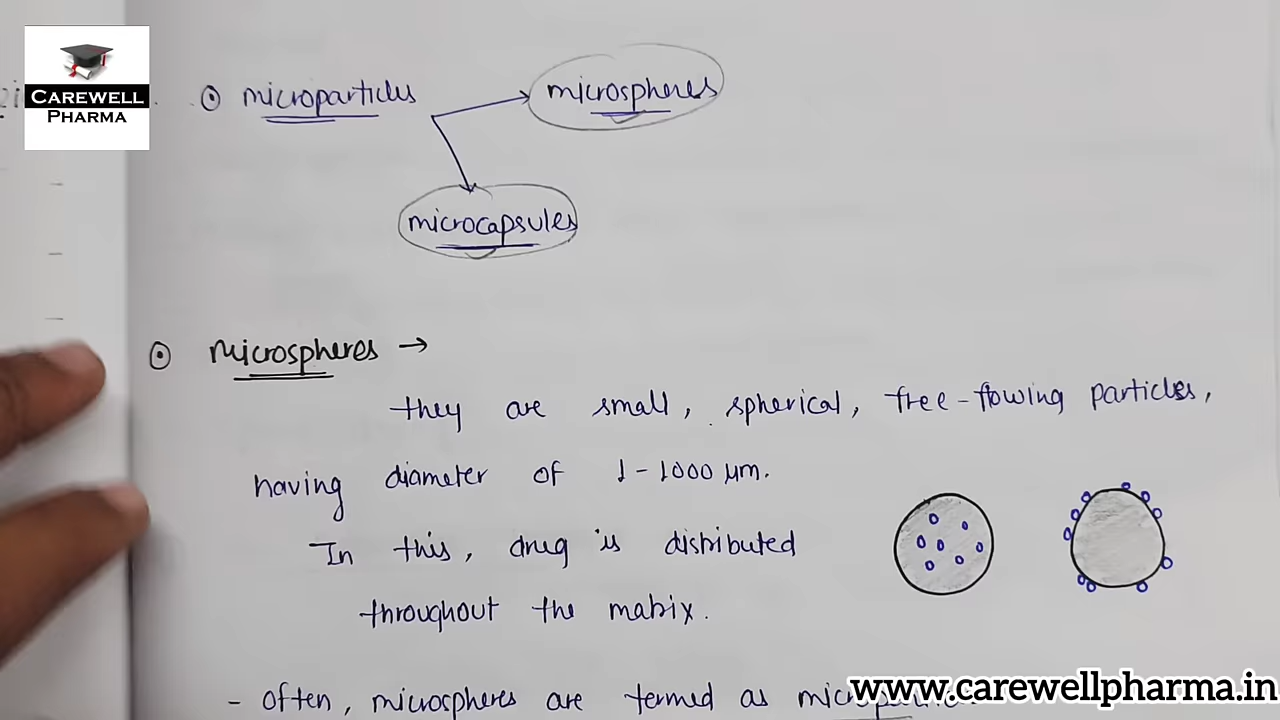 CAREWELL
PHARMA
microparticles
microspheres
microcapsules
microspheres →
they are small, spherical, free-flowing particles,
having diameter of 1-1000 µm.
In this, drug is distributed
throughout the matrix.
- often, microspheres are termed as
www.carewellpharma.in